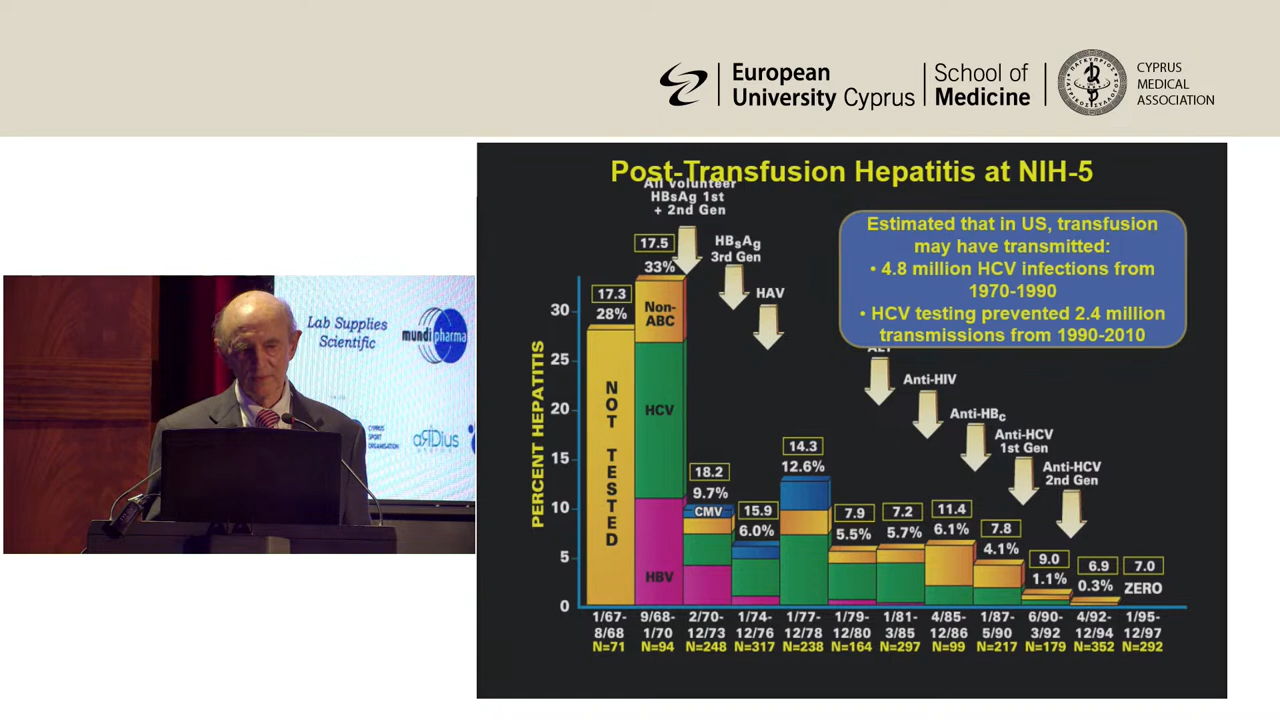 European
University Cyprus
School of
Medicine
ΠΑΓΚΥΠΡΙΟΣ
ΙΑΤΡΙΚΟΣ ΣΥΛΛΟΓΟΣ
CYPRUS
MEDICAL
ASSOCIATION
Lab Supplies
Scientific
mundipharma
CYPRUS
SPORT
ORGANISATION
Post-Transfusion Hepatitis at NIH-5
All volunteer
HBsAg 1st
+ 2nd Gen
HBsAg
3rd Gen
HAV
ALT
Anti-HIV
Anti-HBc
Anti-HCV
1st Gen
Anti-HCV
2nd Gen
Estimated that in US, transfusion
may have transmitted:
• 4.8 million HCV infections from
1970-1990
• HCV testing prevented 2.4 million
transmissions from 1990-2010
PERCENT HEPATITIS
30
25
20
15
10
5
0
17.3
28%
NOT TESTED
17.5
33%
Non-
ABC
HCV
HBV
18.2
9.7%
CMV
15.9
6.0%
14.3
12.6%
7.9
5.5%
7.2
5.7%
11.4
6.1%
7.8
4.1%
9.0
1.1%
6.9
0.3%
7.0
ZERO
1/67-
8/68
N=71
9/68-
1/70
N=94
2/70-
12/73
N=248
1/74-
12/76
N=317
1/77-
12/78
N=238
1/79-
12/80
N=164
1/81-
3/85
N=297
4/85-
12/86
N=99
1/87-
5/90
N=217
6/90-
3/92
N=179
4/92-
12/94
N=352
1/95-
12/97
N=292